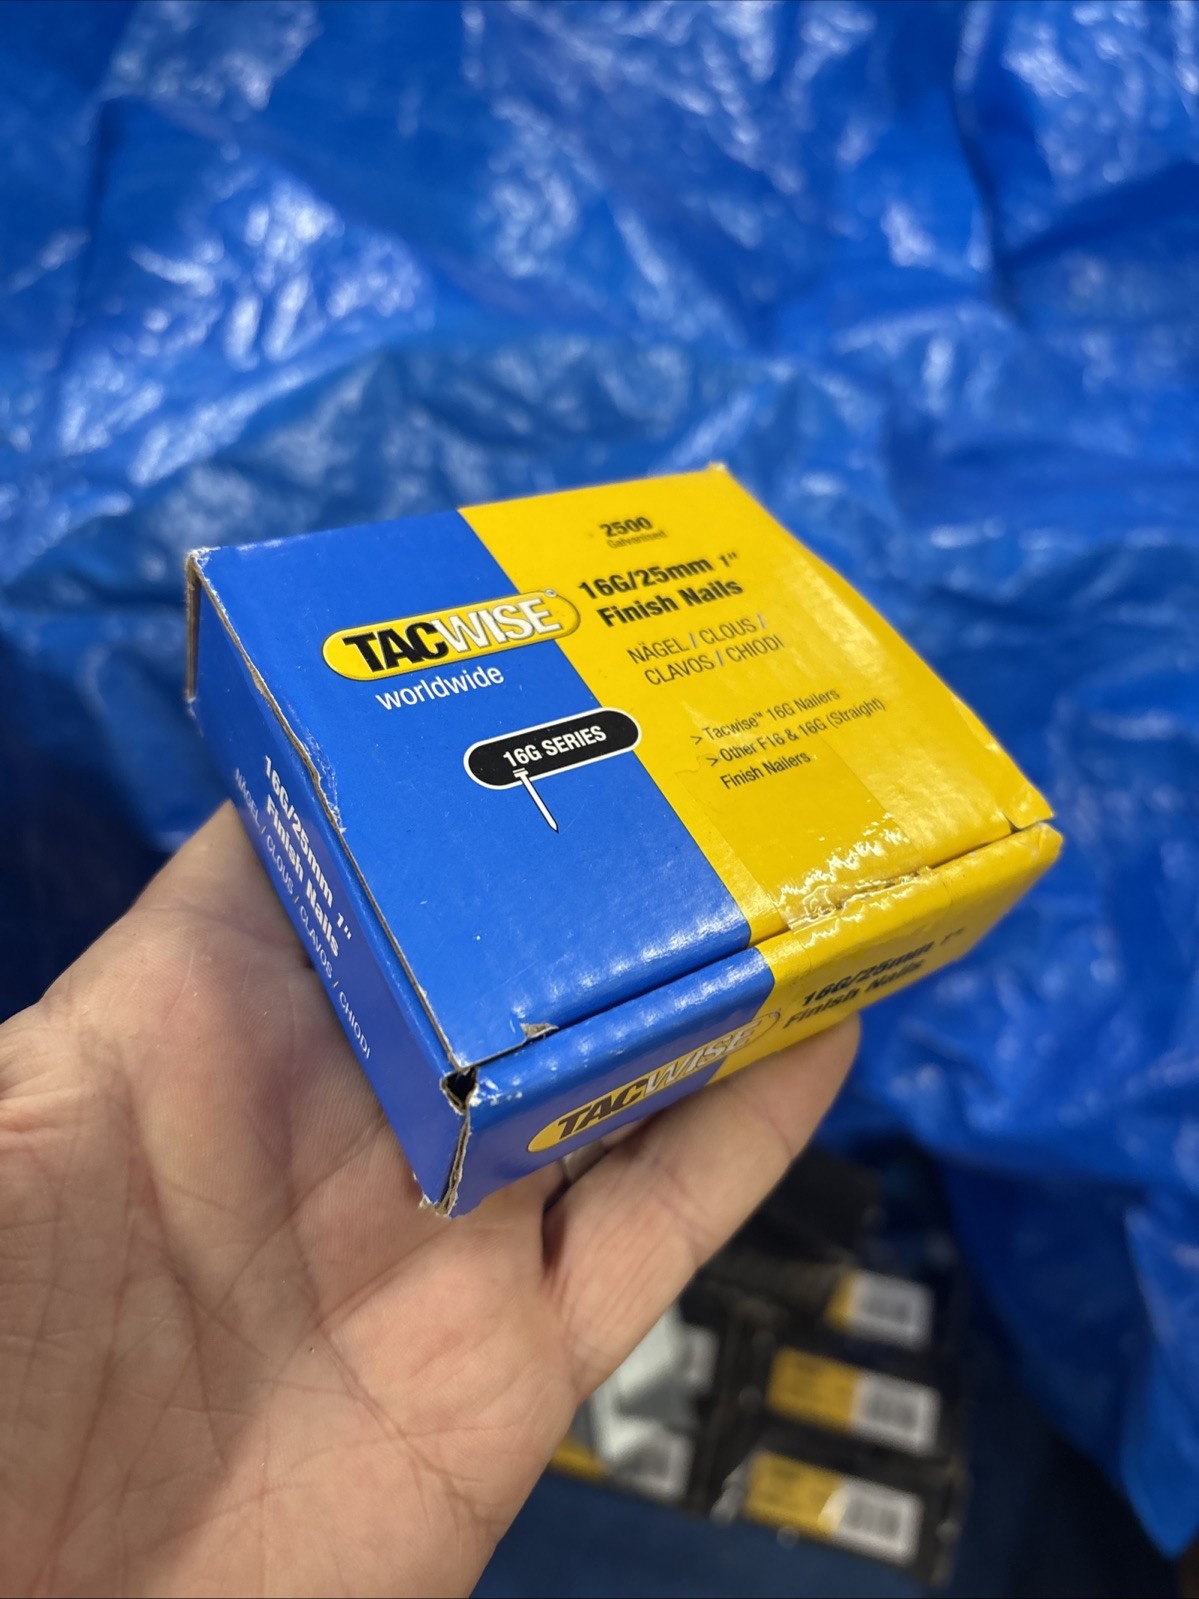 2500
Galvanised
16G/25mm 1"
Finish Nails
NÄGEL / CLOUS /
CLAVOS / CHIODI
> Tacwise™ 16G Nailers
> Other F16 & 16G (Straight)
Finish Nailers
TACWISE®
worldwide
16G SERIES
16G/25mm 1"
Finish Nails
NÄGEL / CLOUS / CLAVOS / CHIODI
TACWISE
16G/25mm 1"
Finish Nails